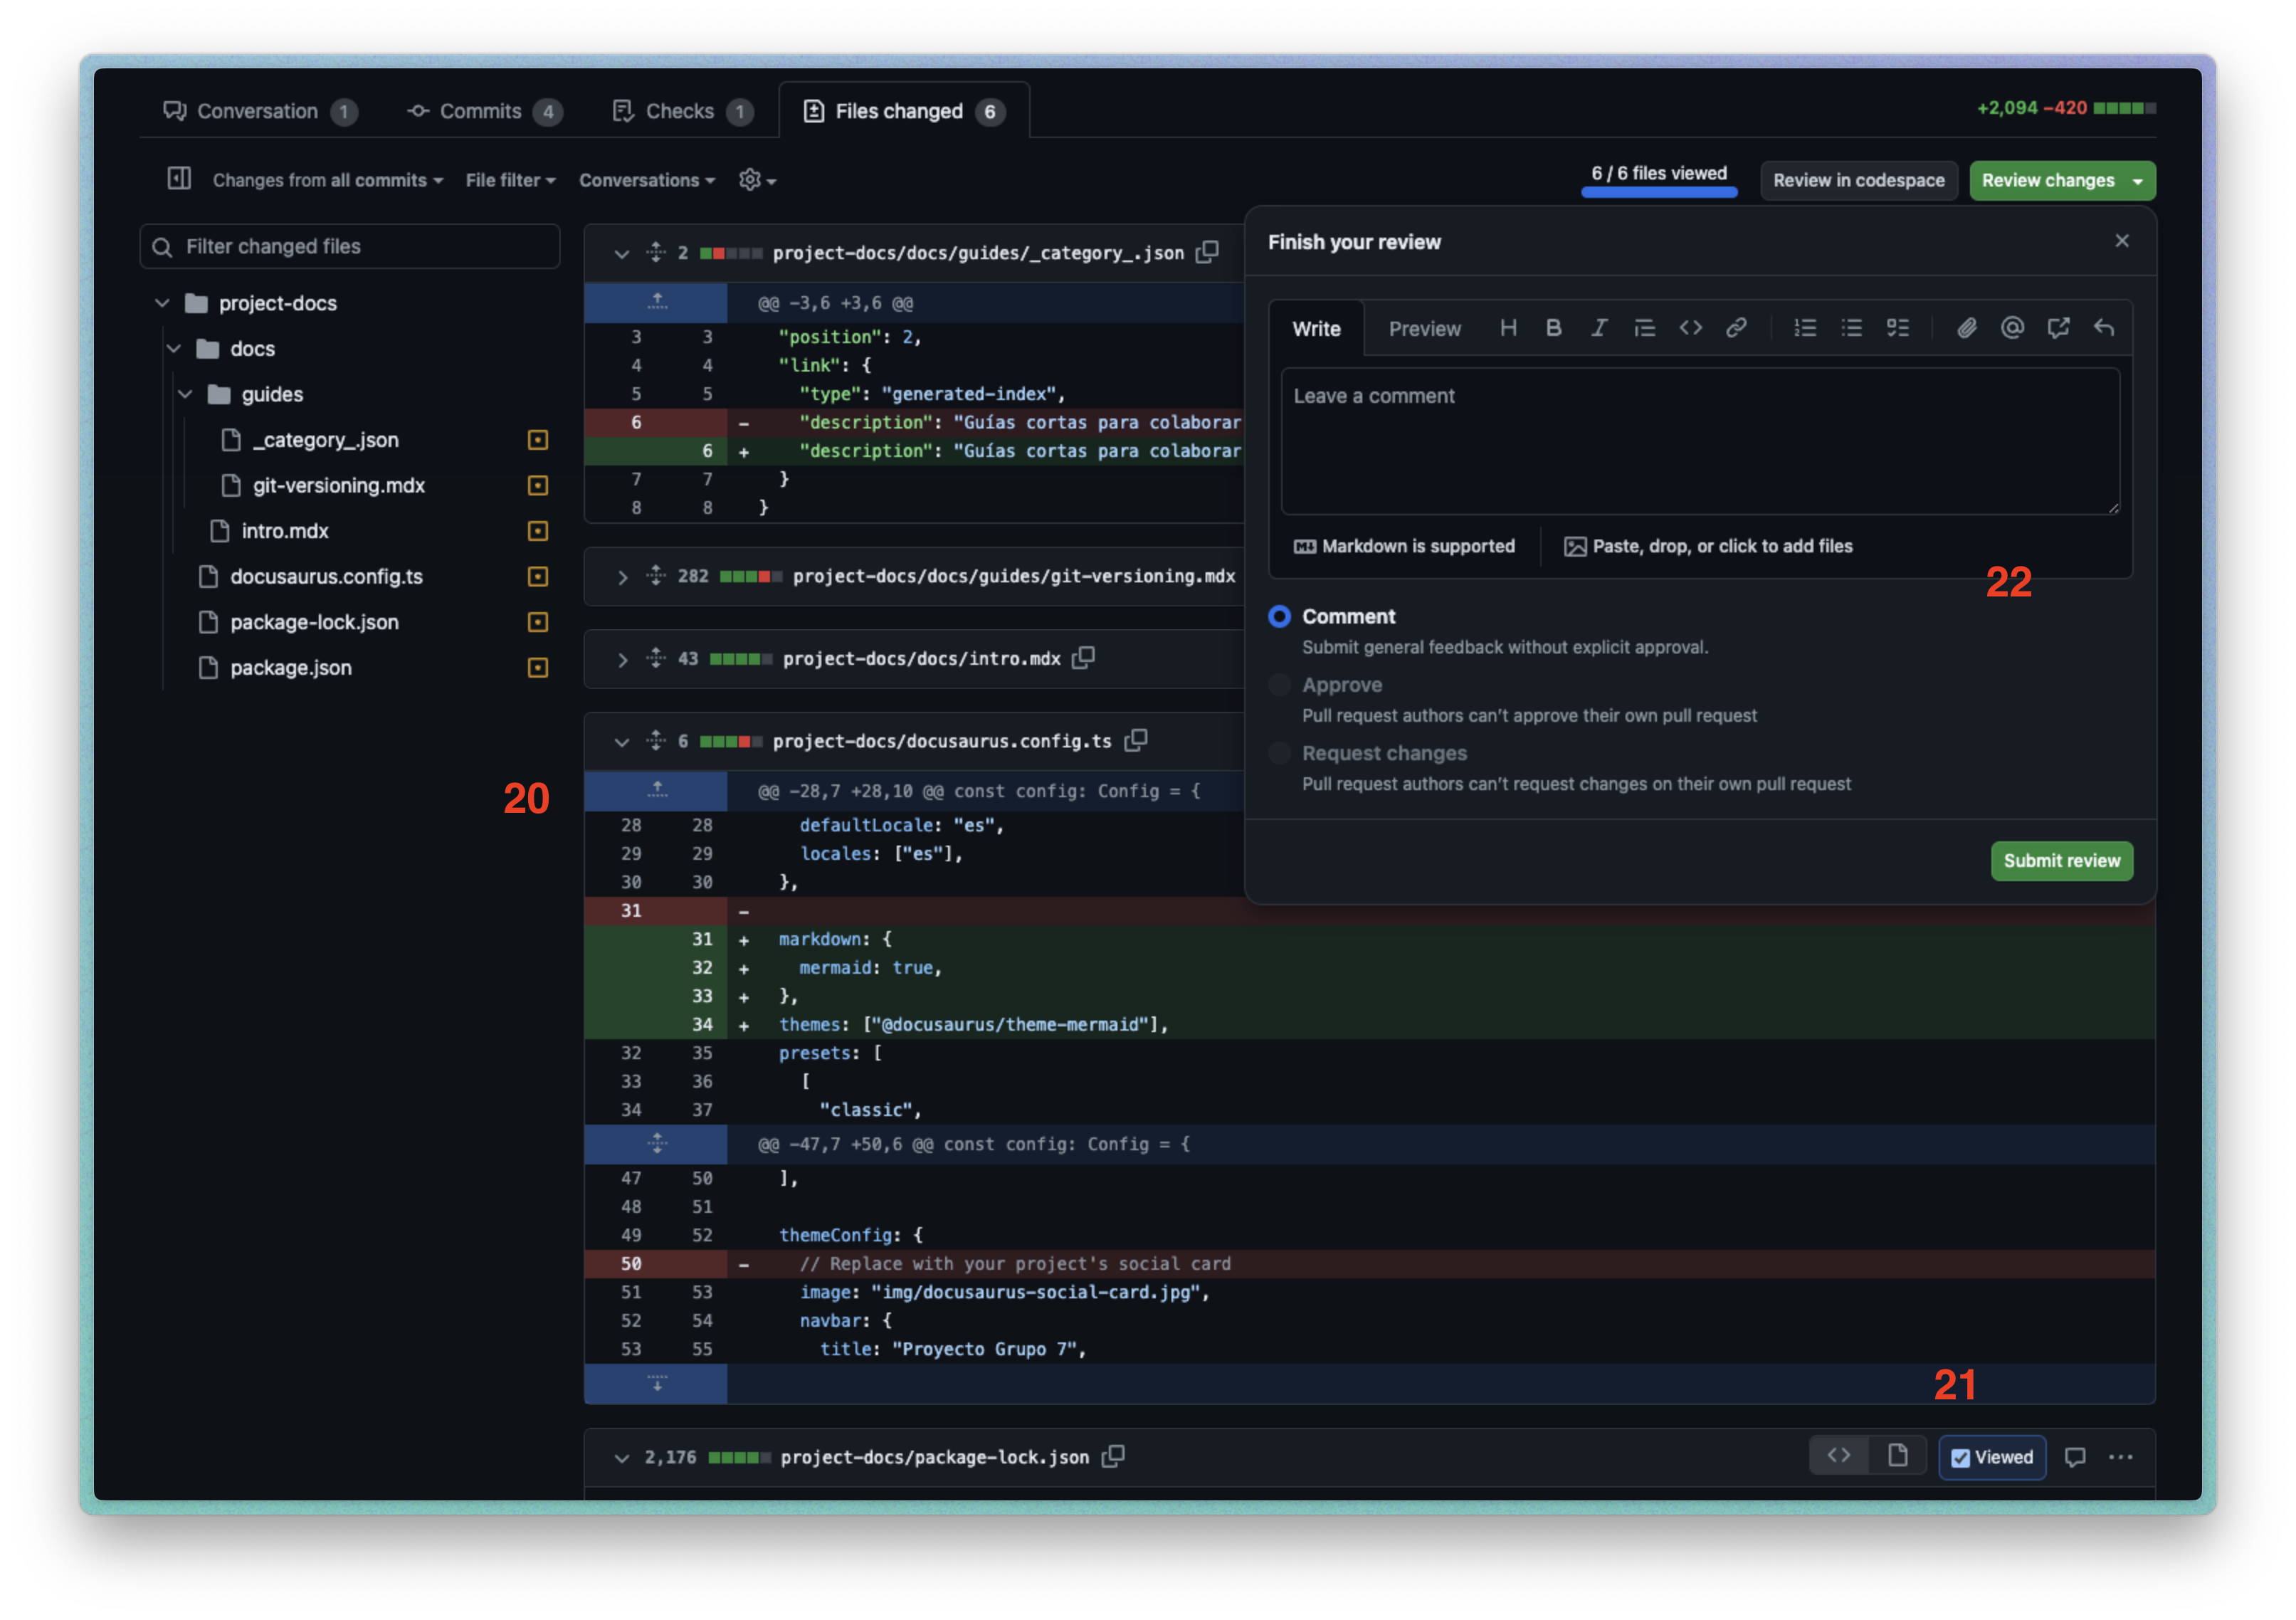 Conversation 1 Commits 4 Checks 1 Files changed 6 +2,094 −420
Changes from all commits File filter Conversations 6 / 6 files viewed Review in codespace Review changes
Filter changed files
project-docs
docs
guides
_category_.json
git-versioning.mdx
intro.mdx
docusaurus.config.ts
package-lock.json
package.json
20
2 project-docs/docs/guides/_category_.json
@@ -3,6 +3,6 @@
3 3 "position": 2,
4 4 "link": {
5 5 "type": "generated-index",
6 - "description": "Guías cortas para colaborar
6 + "description": "Guías cortas para colaborar
7 7 }
8 8 }
282 project-docs/docs/guides/git-versioning.mdx
43 project-docs/docs/intro.mdx
6 project-docs/docusaurus.config.ts
@@ -28,7 +28,10 @@ const config: Config = {
28 28 defaultLocale: "es",
29 29 locales: ["es"],
30 30 },
31 -
31 + markdown: {
32 + mermaid: true,
33 + },
34 + themes: ["@docusaurus/theme-mermaid"],
32 35 presets: [
33 36 [
34 37 "classic",
@@ -47,7 +50,6 @@ const config: Config = {
47 50 ],
48 51
49 52 themeConfig: {
50 - // Replace with your project's social card
51 53 image: "img/docusaurus-social-card.jpg",
52 54 navbar: {
53 55 title: "Proyecto Grupo 7",
21
2,176 project-docs/package-lock.json Viewed
Finish your review
Write Preview
Leave a comment
Markdown is supported Paste, drop, or click to add files
22
Comment
Submit general feedback without explicit approval.
Approve
Pull request authors can't approve their own pull request
Request changes
Pull request authors can't request changes on their own pull request
Submit review